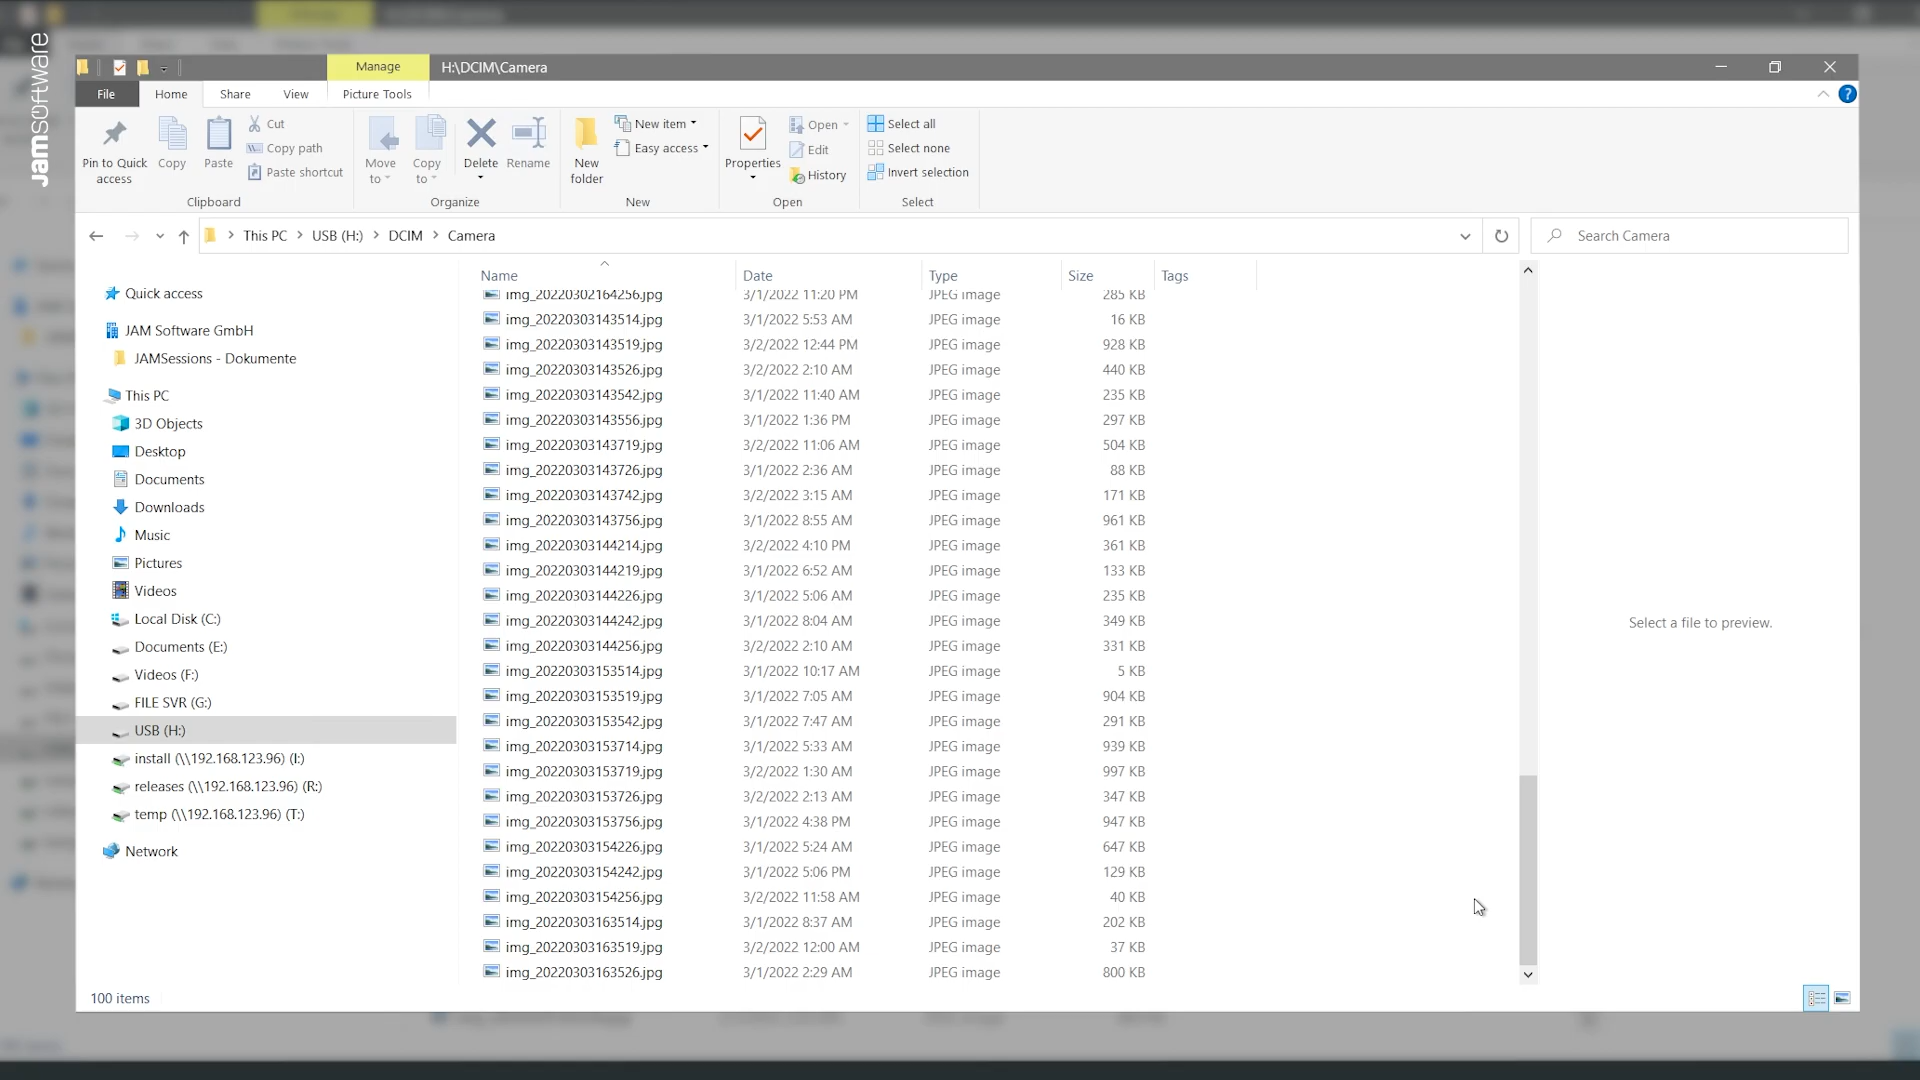 jamsoftware
Manage
H:\DCIM\Camera
File
Home
Share
View
Picture Tools
?
Pin to Quick
access
Copy
Paste
Cut
Copy path
Paste shortcut
Clipboard
Move
to
Copy
to
Delete
Rename
Organize
New
folder
New item
Easy access
New
Properties
Open
Edit
History
Open
Select all
Select none
Invert selection
Select
This PC > USB (H:) > DCIM > Camera
Search Camera
Quick access
JAM Software GmbH
JAMSessions - Dokumente
This PC
3D Objects
Desktop
Documents
Downloads
Music
Pictures
Videos
Local Disk (C:)
Documents (E:)
Videos (F:)
FILE SVR (G:)
USB (H:)
install (\\192.168.123.96) (I:)
releases (\\192.168.123.96) (R:)
temp (\\192.168.123.96) (T:)
Network
Name Date Type Size Tags
img_20220302164256.jpg 3/1/2022 11:20 PM JPEG image 285 KB
img_20220303143514.jpg 3/1/2022 5:53 AM JPEG image 16 KB
img_20220303143519.jpg 3/2/2022 12:44 PM JPEG image 928 KB
img_20220303143526.jpg 3/2/2022 2:10 AM JPEG image 440 KB
img_20220303143542.jpg 3/1/2022 11:40 AM JPEG image 235 KB
img_20220303143556.jpg 3/1/2022 1:36 PM JPEG image 297 KB
img_20220303143719.jpg 3/2/2022 11:06 AM JPEG image 504 KB
img_20220303143726.jpg 3/1/2022 2:36 AM JPEG image 88 KB
img_20220303143742.jpg 3/2/2022 3:15 AM JPEG image 171 KB
img_20220303143756.jpg 3/1/2022 8:55 AM JPEG image 961 KB
img_20220303144214.jpg 3/2/2022 4:10 PM JPEG image 361 KB
img_20220303144219.jpg 3/1/2022 6:52 AM JPEG image 133 KB
img_20220303144226.jpg 3/1/2022 5:06 AM JPEG image 235 KB
img_20220303144242.jpg 3/1/2022 8:04 AM JPEG image 349 KB
img_20220303144256.jpg 3/2/2022 2:10 AM JPEG image 331 KB
img_20220303153514.jpg 3/1/2022 10:17 AM JPEG image 5 KB
img_20220303153519.jpg 3/1/2022 7:05 AM JPEG image 904 KB
img_20220303153542.jpg 3/1/2022 7:47 AM JPEG image 291 KB
img_20220303153714.jpg 3/1/2022 5:33 AM JPEG image 939 KB
img_20220303153719.jpg 3/2/2022 1:30 AM JPEG image 997 KB
img_20220303153726.jpg 3/2/2022 2:13 AM JPEG image 347 KB
img_20220303153756.jpg 3/1/2022 4:38 PM JPEG image 947 KB
img_20220303154226.jpg 3/1/2022 5:24 AM JPEG image 647 KB
img_20220303154242.jpg 3/1/2022 5:06 PM JPEG image 129 KB
img_20220303154256.jpg 3/2/2022 11:58 AM JPEG image 40 KB
img_20220303163514.jpg 3/1/2022 8:37 AM JPEG image 202 KB
img_20220303163519.jpg 3/2/2022 12:00 AM JPEG image 37 KB
img_20220303163526.jpg 3/1/2022 2:29 AM JPEG image 800 KB
Select a file to preview.
100 items